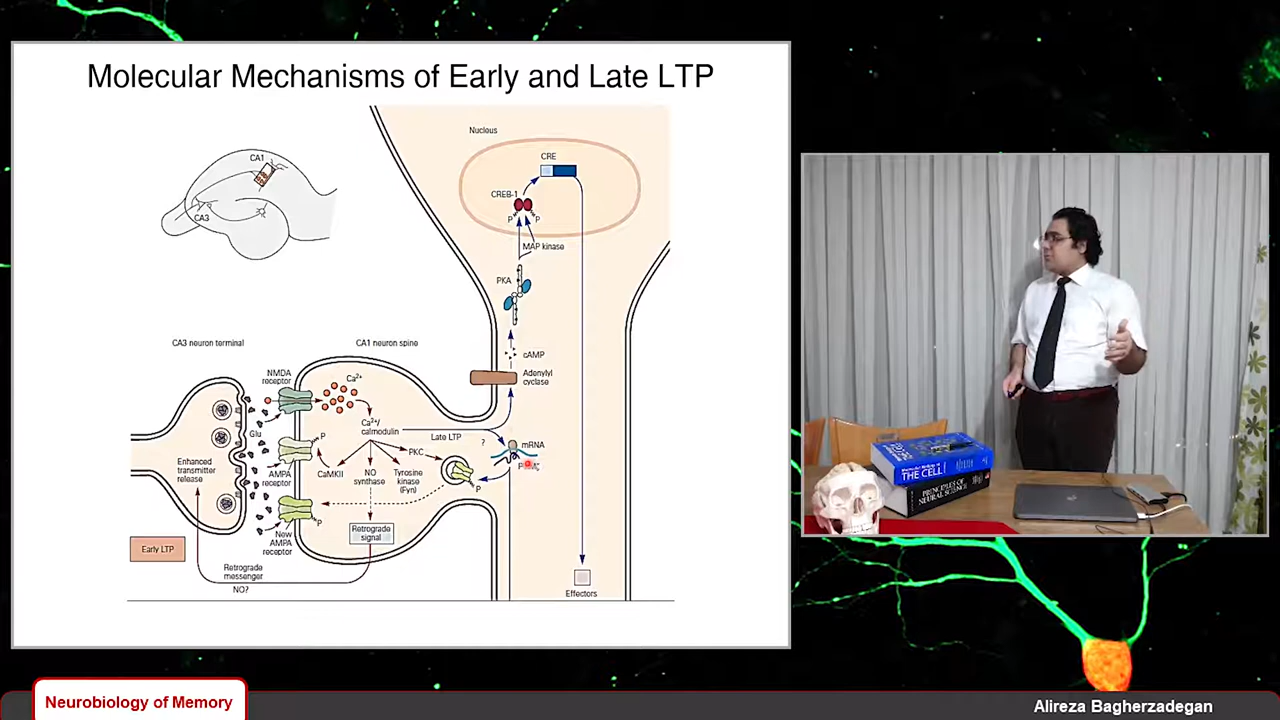 Molecular Mechanisms of Early and Late LTP
Nucleus
CRE
CREB-1
P
P
MAP kinase
PKA
cAMP
Adenylyl
cyclase
CA1
CA3
CA3 neuron terminal
CA1 neuron spine
NMDA
receptor
Ca2+
Glu
Ca2+/
calmodulin
Late LTP
?
mRNA
P
AMPA
receptor
CaMKII
NO
synthase
Tyrosine
kinase
(Fyn)
PKC
P
Enhanced
transmitter
release
P
New
AMPA
receptor
Retrograde
signal
Early LTP
Retrograde
messenger
NO?
Effectors
THE CELL
PRINCIPLES OF
NEURAL SCIENCE
Neurobiology of Memory
Alireza Bagherzadegan